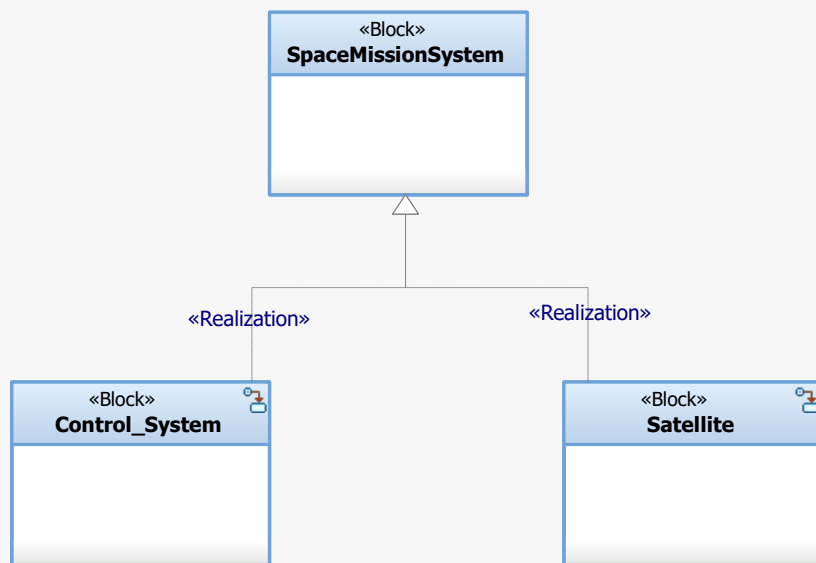 «Block»
SpaceMissionSystem
«Realization»
«Realization»
«Block»
Control_System
«Block»
Satellite